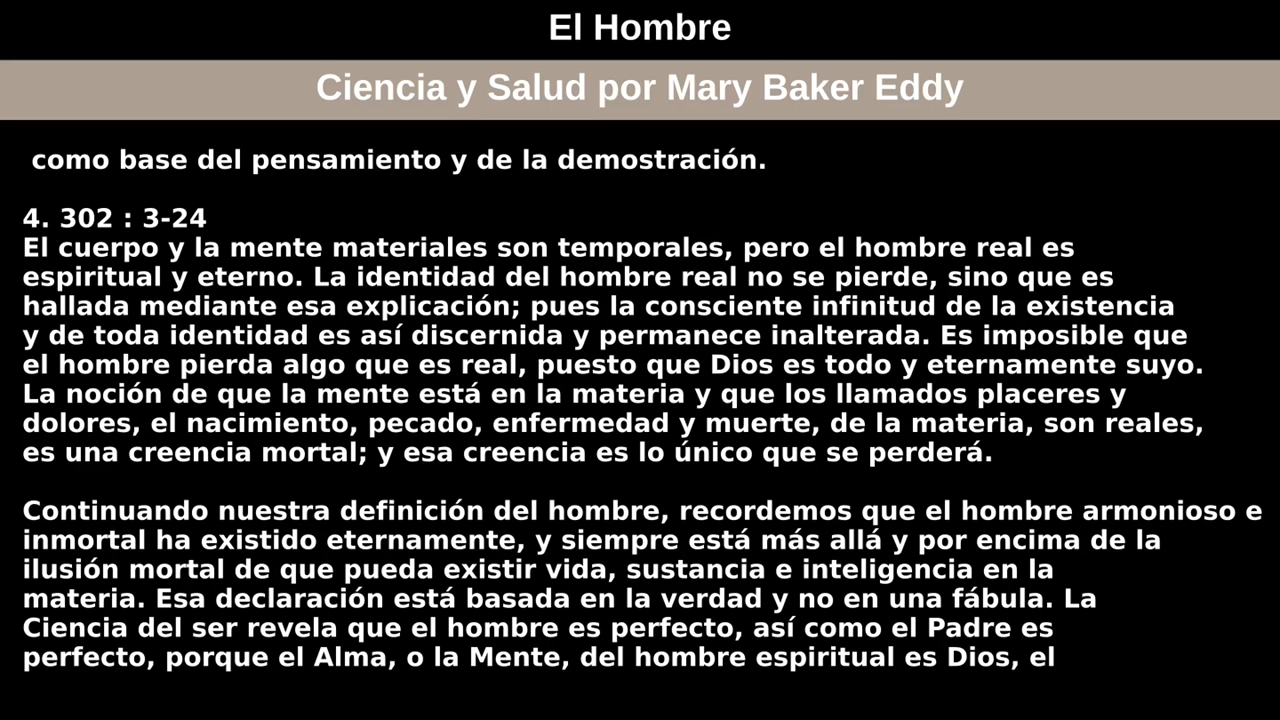 El Hombre
Ciencia y Salud por Mary Baker Eddy
como base del pensamiento y de la demostración.
4. 302 : 3-24
El cuerpo y la mente materiales son temporales, pero el hombre real es
espiritual y eterno. La identidad del hombre real no se pierde, sino que es
hallada mediante esa explicación; pues la consciente infinitud de la existencia
y de toda identidad es así discernida y permanece inalterada. Es imposible que
el hombre pierda algo que es real, puesto que Dios es todo y eternamente suyo.
La noción de que la mente está en la materia y que los llamados placeres y
dolores, el nacimiento, pecado, enfermedad y muerte, de la materia, son reales,
es una creencia mortal; y esa creencia es lo único que se perderá.
Continuando nuestra definición del hombre, recordemos que el hombre armonioso e
inmortal ha existido eternamente, y siempre está más allá y por encima de la
ilusión mortal de que pueda existir vida, sustancia e inteligencia en la
materia. Esa declaración está basada en la verdad y no en una fábula. La
Ciencia del ser revela que el hombre es perfecto, así como el Padre es
perfecto, porque el Alma, o la Mente, del hombre espiritual es Dios, el